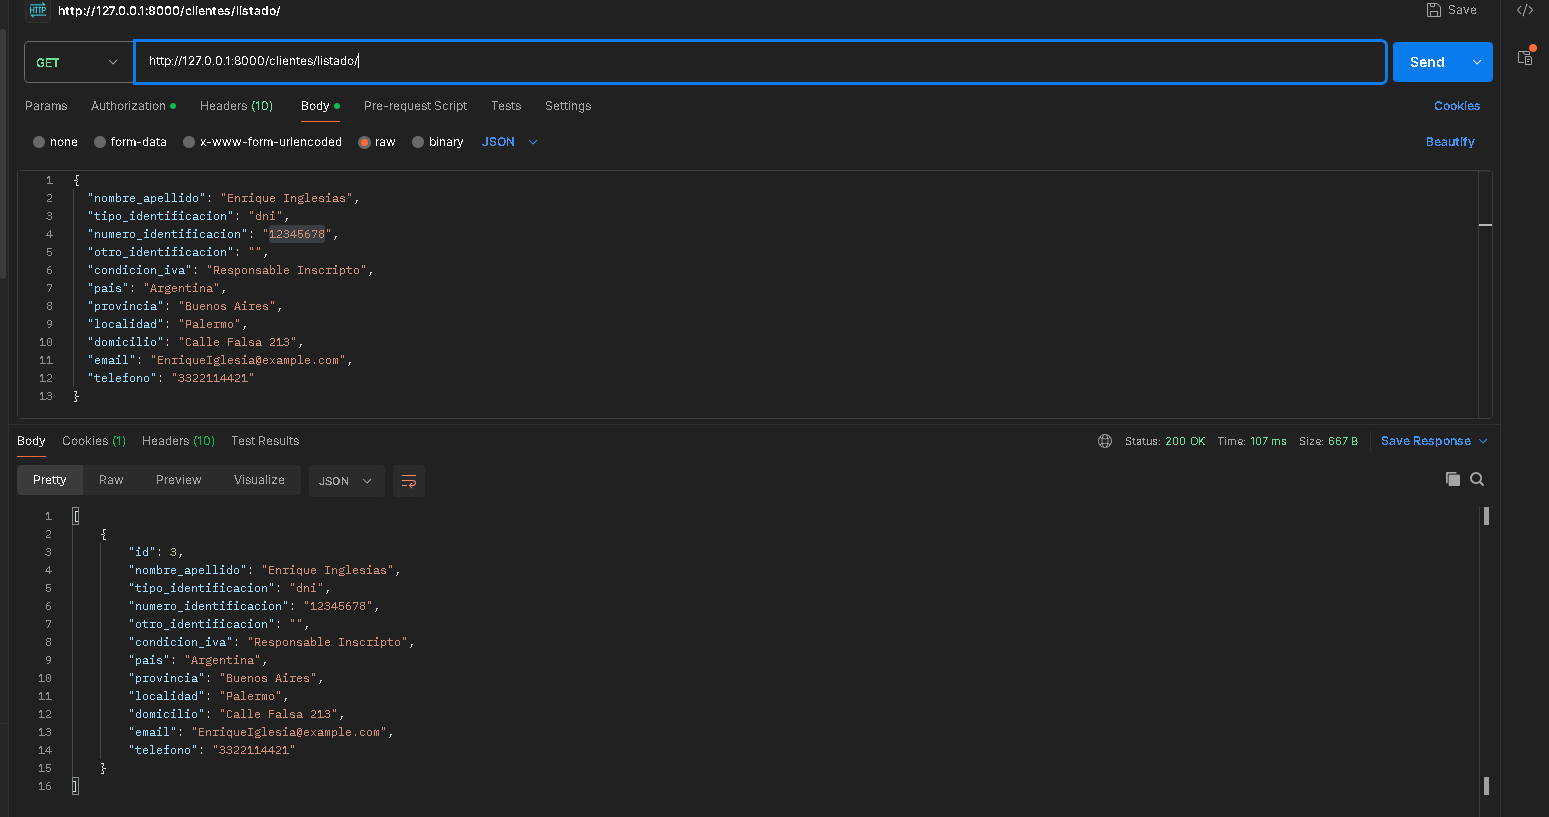 HTTP http://127.0.0.1:8000/clientes/listado/ Save
GET http://127.0.0.1:8000/clientes/listado/ Send
Params Authorization Headers (10) Body Pre-request Script Tests Settings Cookies
none form-data x-www-form-urlencoded raw binary JSON Beautify
1 {
2 "nombre_apellido": "Enrique Inglesias",
3 "tipo_identificacion": "dni",
4 "numero_identificacion": "12345678",
5 "otro_identificacion": "",
6 "condicion_iva": "Responsable Inscripto",
7 "pais": "Argentina",
8 "provincia": "Buenos Aires",
9 "localidad": "Palermo",
10 "domicilio": "Calle Falsa 213",
11 "email": "EnriqueIglesia@example.com",
12 "telefono": "3322114421"
13 }
Body Cookies (1) Headers (10) Test Results Status: 200 OK Time: 107 ms Size: 667 B Save Response
Pretty Raw Preview Visualize JSON
1 [
2 {
3 "id": 3,
4 "nombre_apellido": "Enrique Inglesias",
5 "tipo_identificacion": "dni",
6 "numero_identificacion": "12345678",
7 "otro_identificacion": "",
8 "condicion_iva": "Responsable Inscripto",
9 "pais": "Argentina",
10 "provincia": "Buenos Aires",
11 "localidad": "Palermo",
12 "domicilio": "Calle Falsa 213",
13 "email": "EnriqueIglesia@example.com",
14 "telefono": "3322114421"
15 }
16 ]